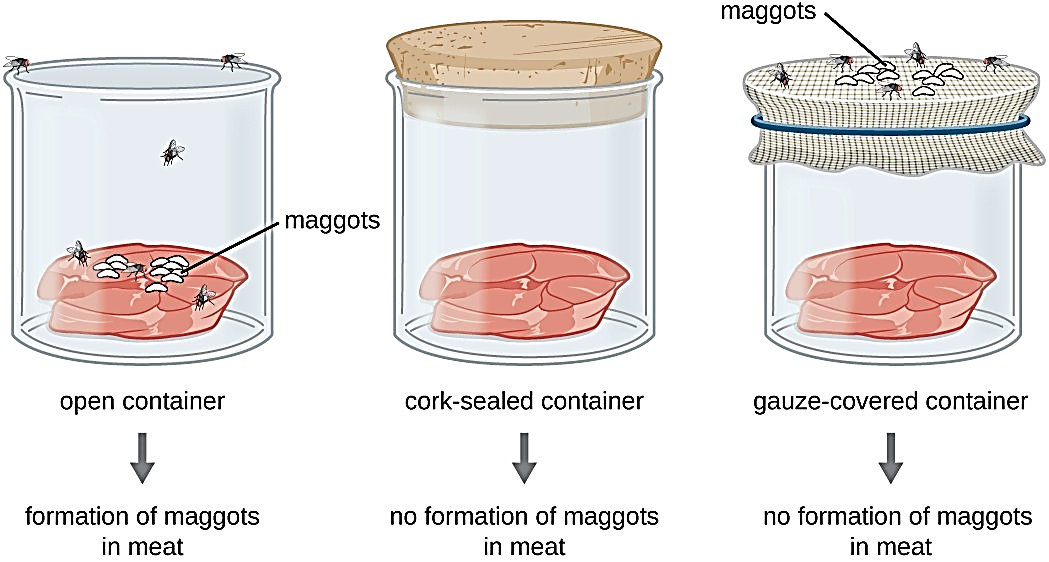 maggots
maggots
open container
cork-sealed container
gauze-covered container
formation of maggots
in meat
no formation of maggots
in meat
no formation of maggots
in meat